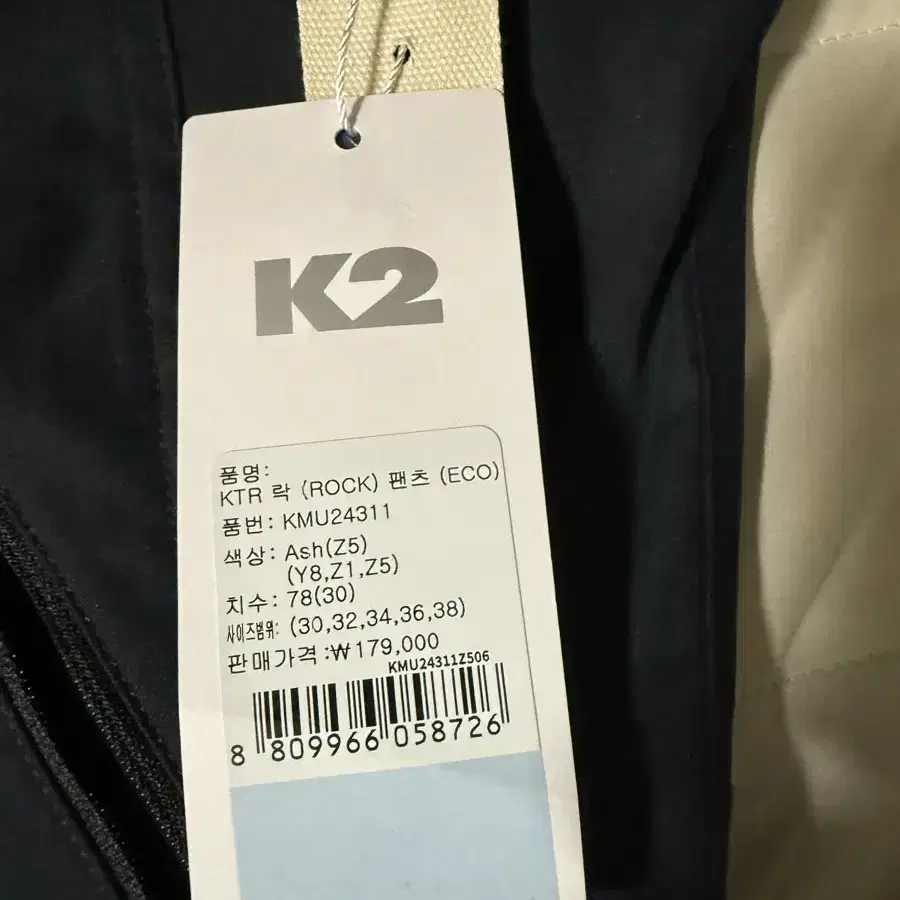 K2
품명:
KTR 락 (ROCK) 팬츠 (ECO)
품번: KMU24311
색상: Ash(Z5)
(Y8,Z1,Z5)
치수: 78(30)
사이즈범위: (30,32,34,36,38)
판매가격:₩179,000
KMU24311Z506
8 809966 058726